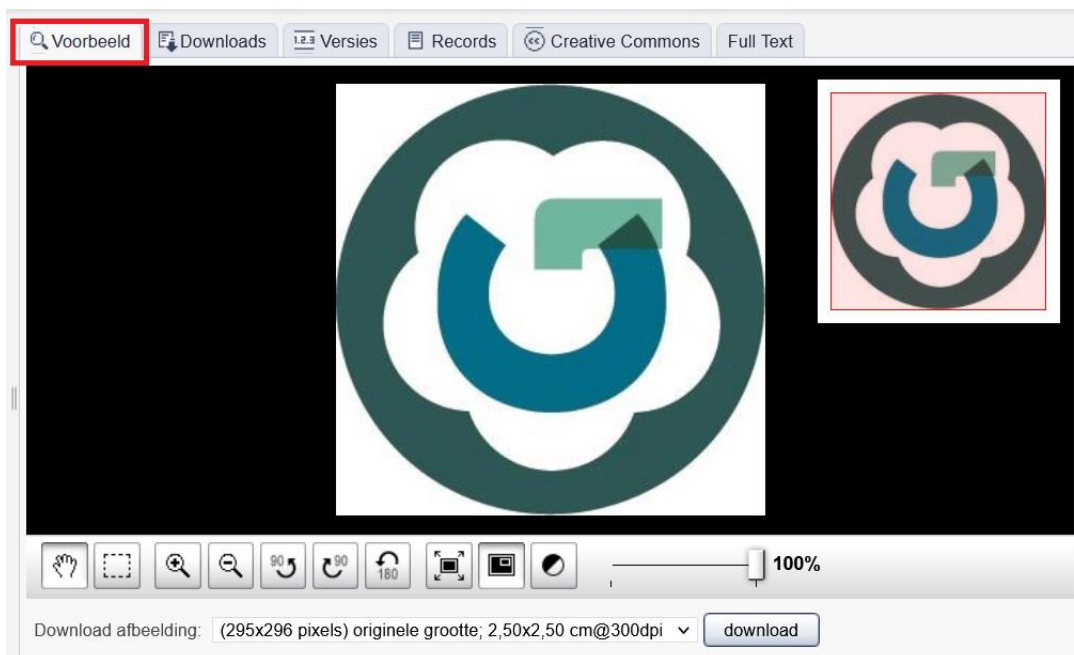 Voorbeeld Downloads 1.2.3 Versies Records cc Creative Commons Full Text
90 90 180 100%
Download afbeelding: (295x296 pixels) originele grootte; 2,50x2,50 cm@300dpi download